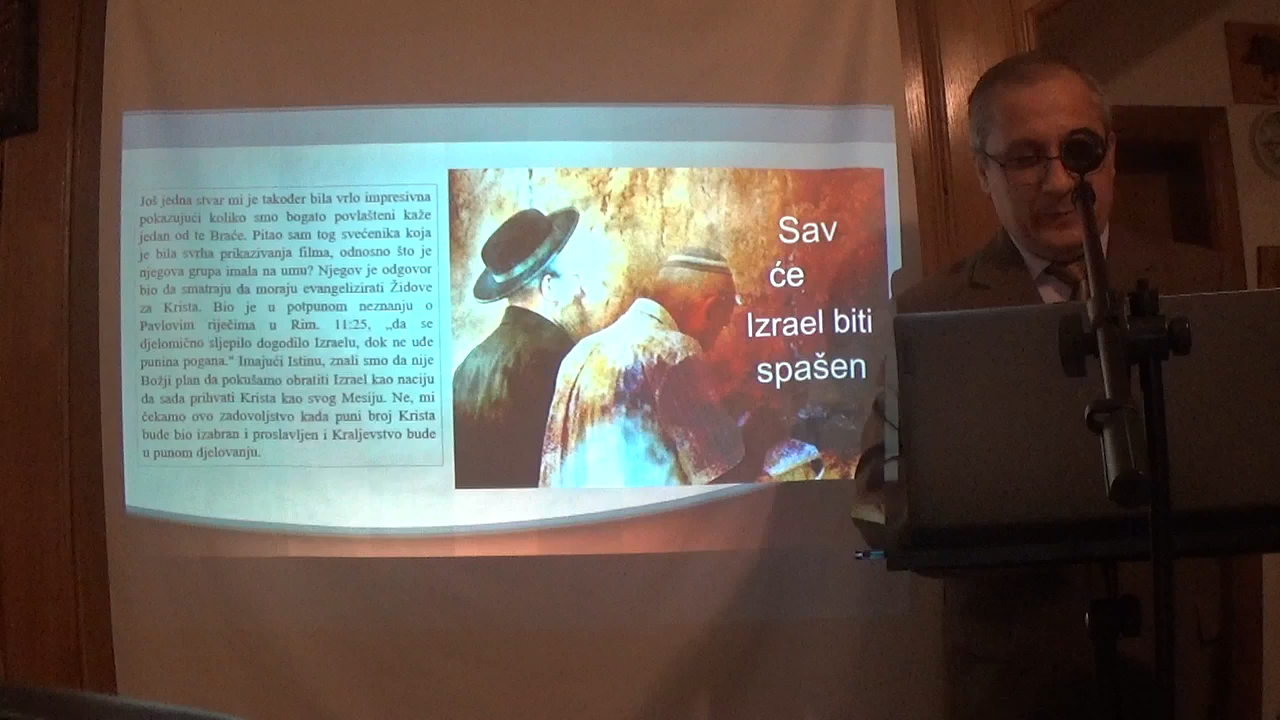 Još jedna stvar mi je također bila vrlo impresivna
pokazujući koliko smo bogato povlašteni kaže
jedan od te Braće. Pitao sam tog svećenika koja
je bila svrha prikazivanja filma, odnosno što je
njegova grupa imala na umu? Njegov je odgovor
bio da smatraju da moraju evangelizirati Židove
za Krista. Bio je u potpunom neznanju o
Pavlovim riječima u Rim. 11:25, „da se
djelomično sljepilo dogodilo Izraelu, dok ne uđe
punina pogana." Imajući Istinu, znali smo da nije
Božji plan da pokušamo obratiti Izrael kao naciju
da sada prihvati Krista kao svog Mesiju. Ne, mi
čekamo ovo zadovoljstvo kada puni broj Krista
bude bio izabran i proslavljen i Kraljevstvo bude
u punom djelovanju.
Sav
će
Izrael biti
spašen